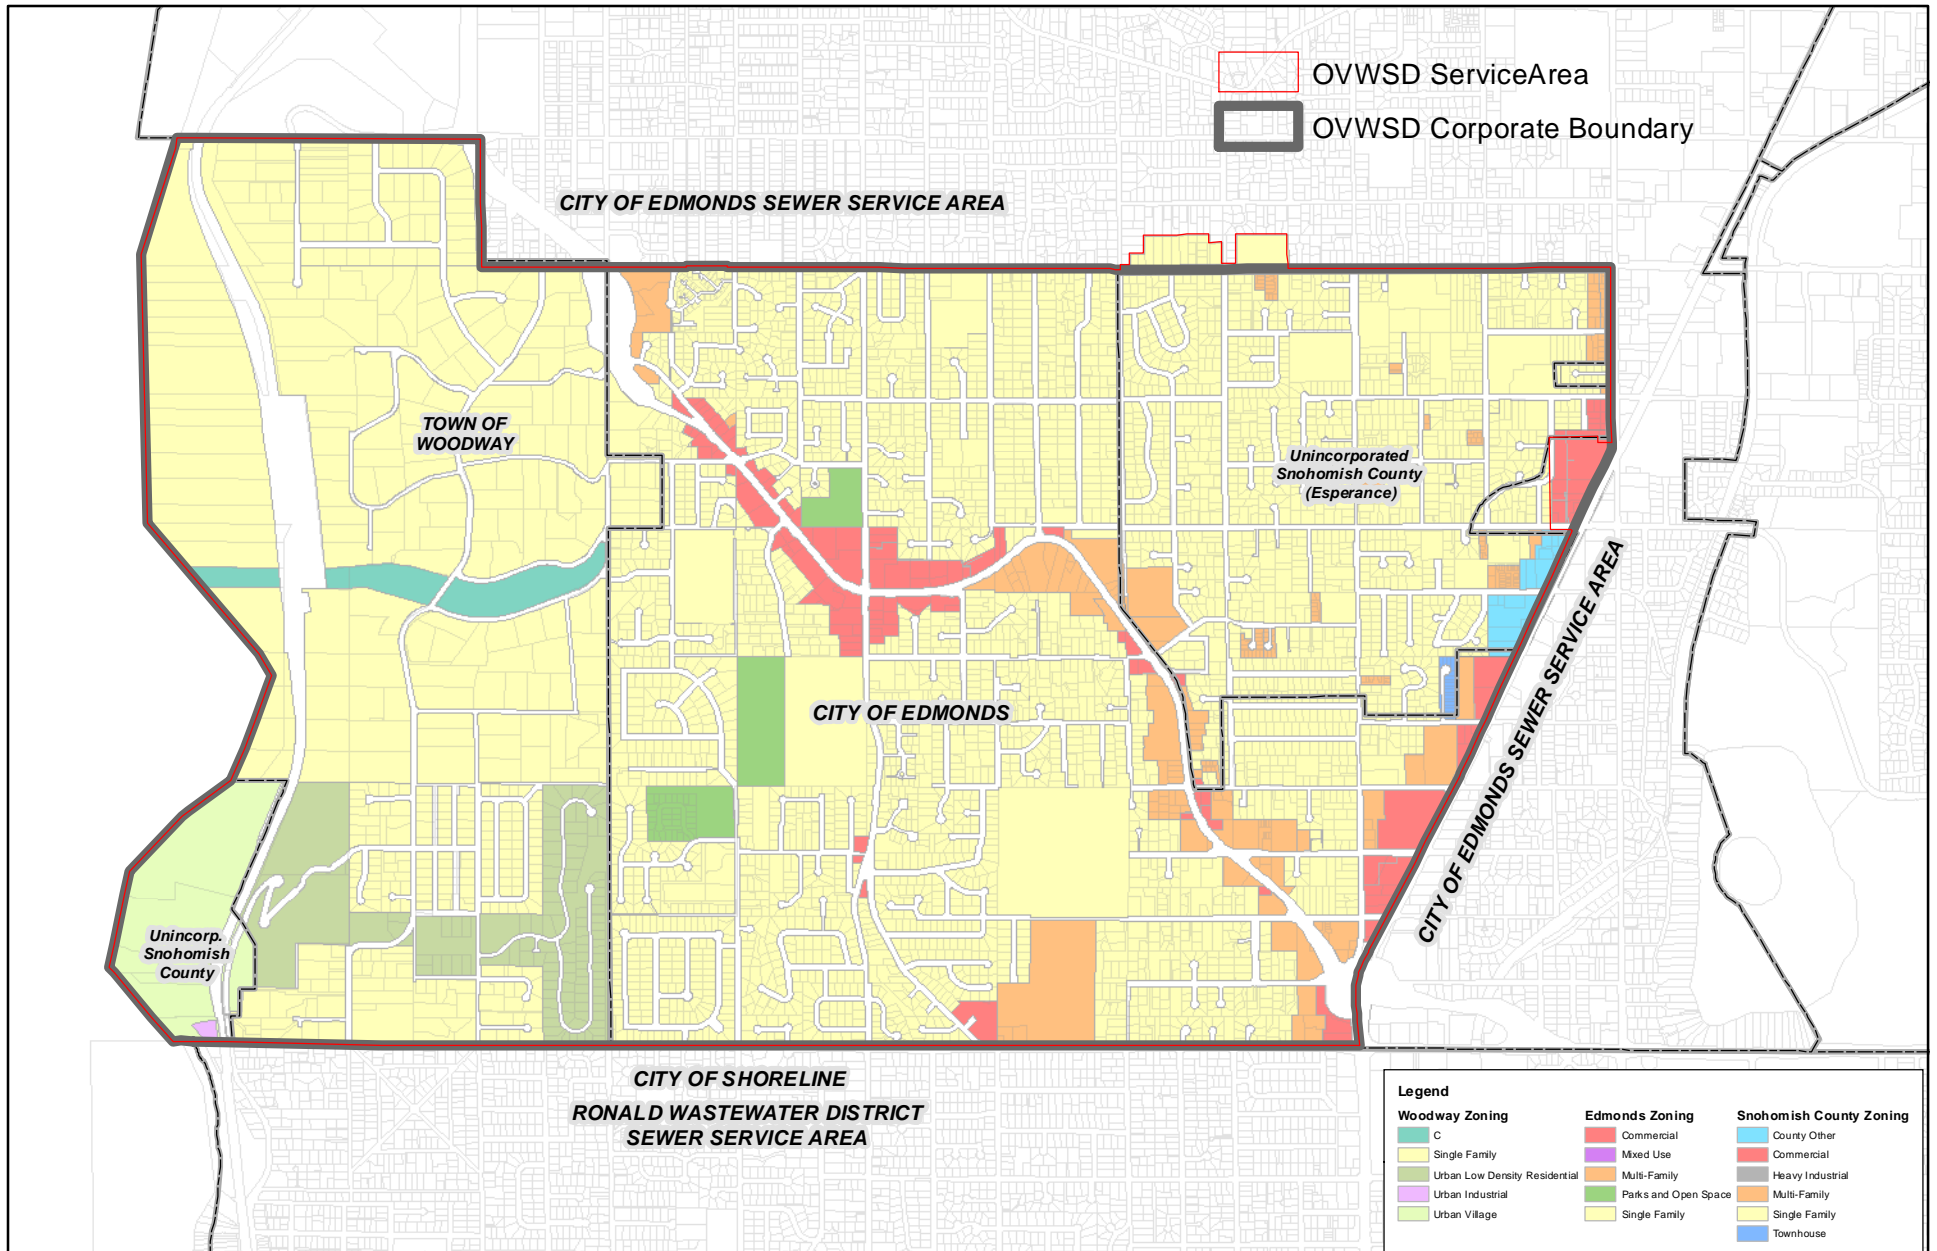 OVWSD ServiceArea
OVWSD Corporate Boundary
CITY OF EDMONDS SEWER SERVICE AREA
TOWN OF
WOODWAY
Unincorporated
Snohomish County
(Esperance)
CITY OF EDMONDS
CITY OF EDMONDS SEWER SERVICE AREA
Unincorp.
Snohomish
County
CITY OF SHORELINE
RONALD WASTEWATER DISTRICT
SEWER SERVICE AREA
Legend
Woodway Zoning
C
Single Family
Urban Low Density Residential
Urban Industrial
Urban Village
Edmonds Zoning
Commercial
Mixed Use
Multi-Family
Parks and Open Space
Single Family
Snohomish County Zoning
County Other
Commercial
Heavy Industrial
Multi-Family
Single Family
Townhouse